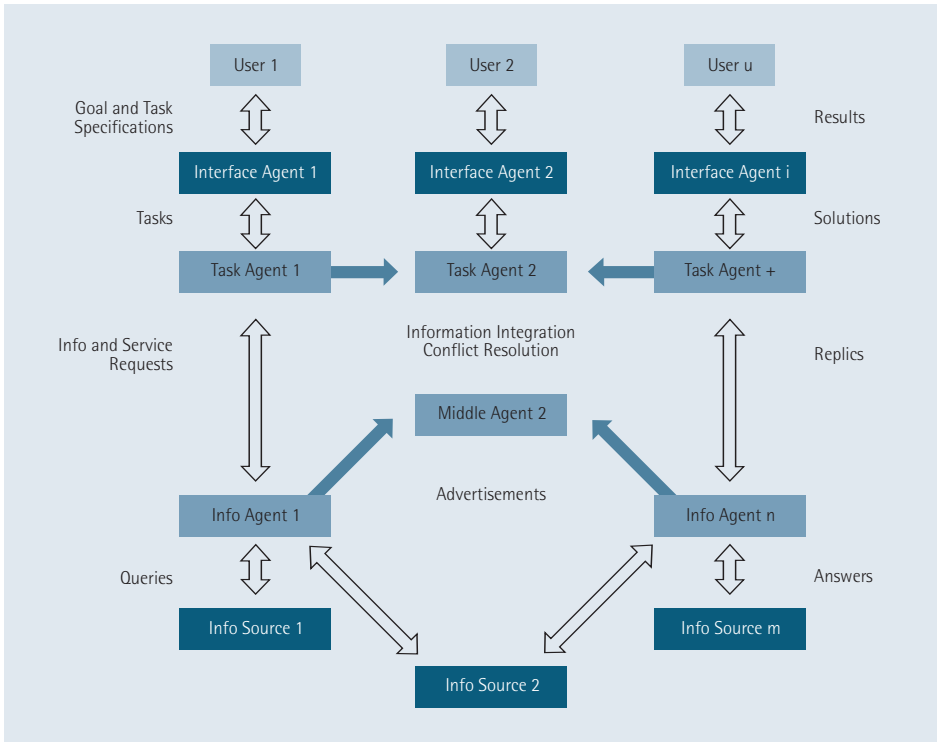 User 1
User 2
User u
Goal and Task
Specifications
Results
Interface Agent 1
Interface Agent 2
Interface Agent i
Tasks
Solutions
Task Agent 1
Task Agent 2
Task Agent +
Info and Service
Requests
Information Integration
Conflict Resolution
Replics
Middle Agent 2
Advertisements
Info Agent 1
Info Agent n
Queries
Answers
Info Source 1
Info Source m
Info Source 2